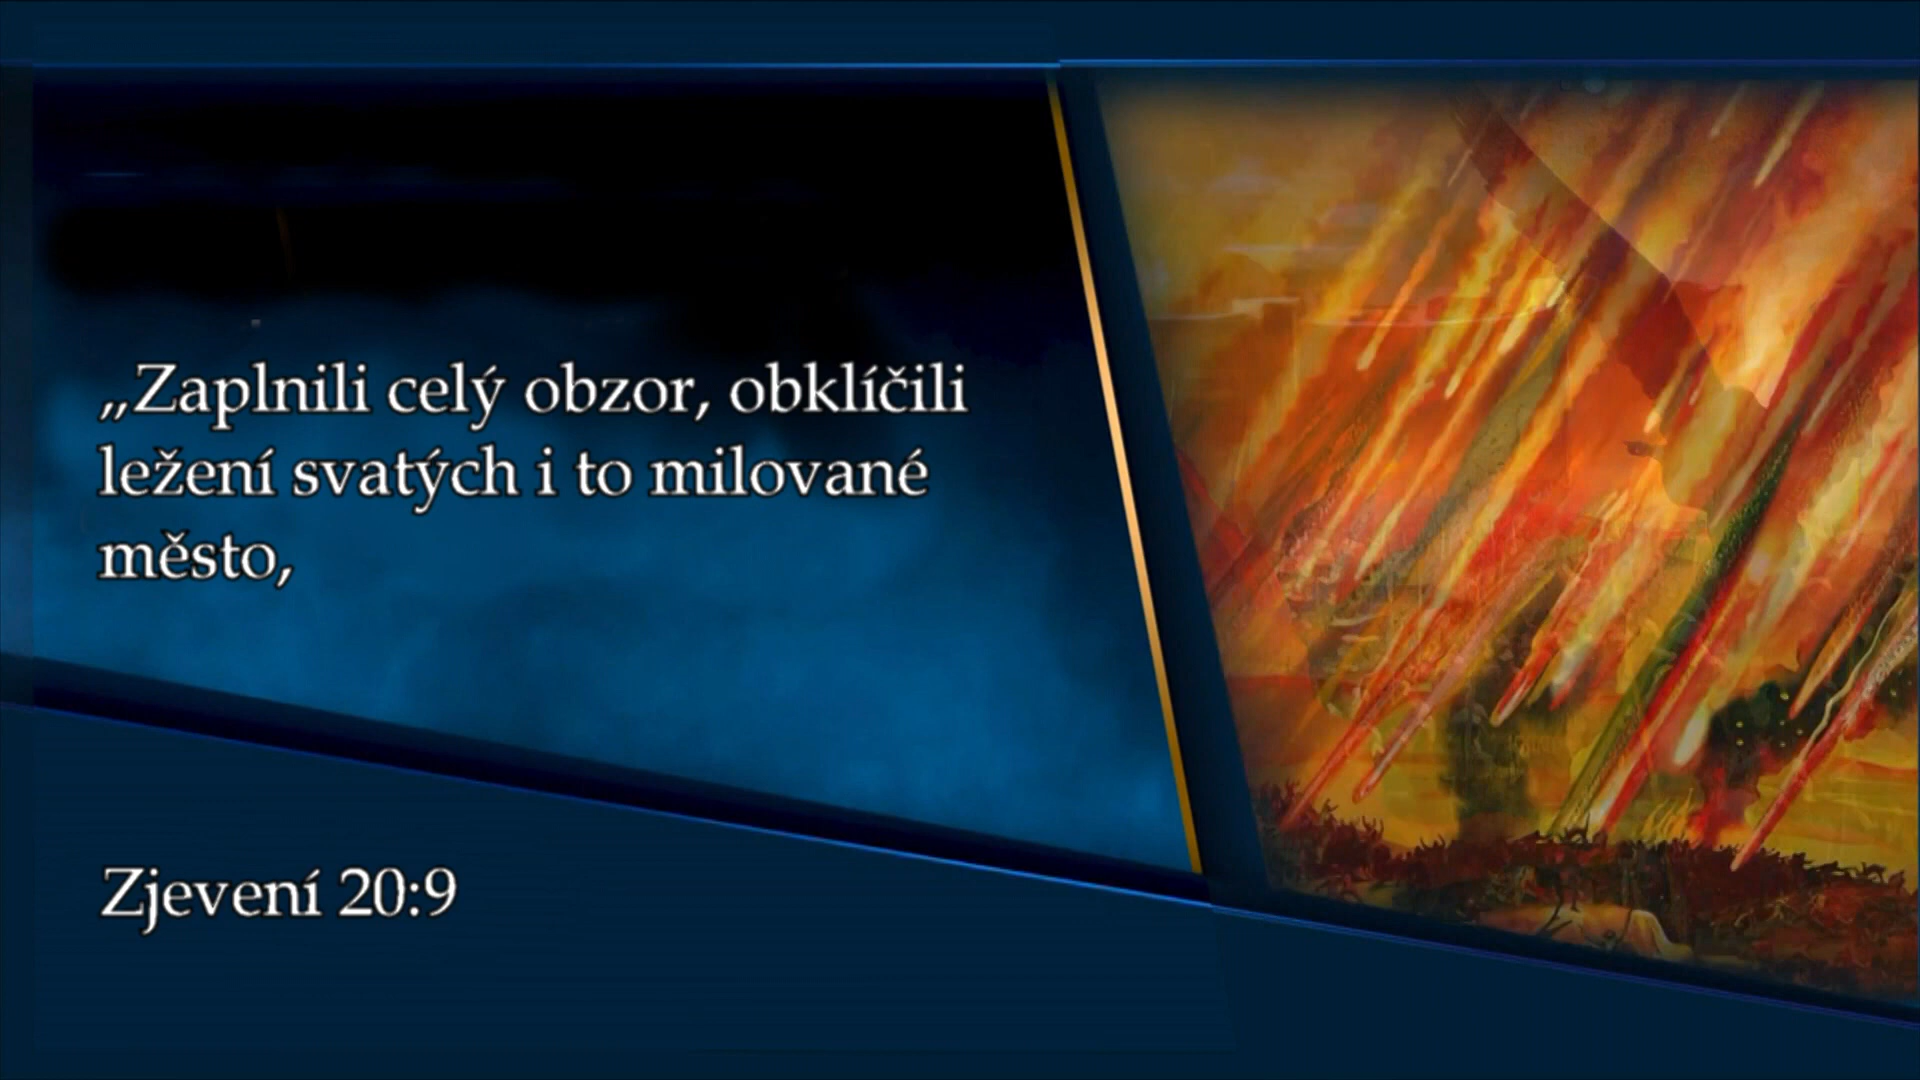 „Zaplnili celý obzor, obklíčili
ležení svatých i to milované
město,
Zjevení 20:9